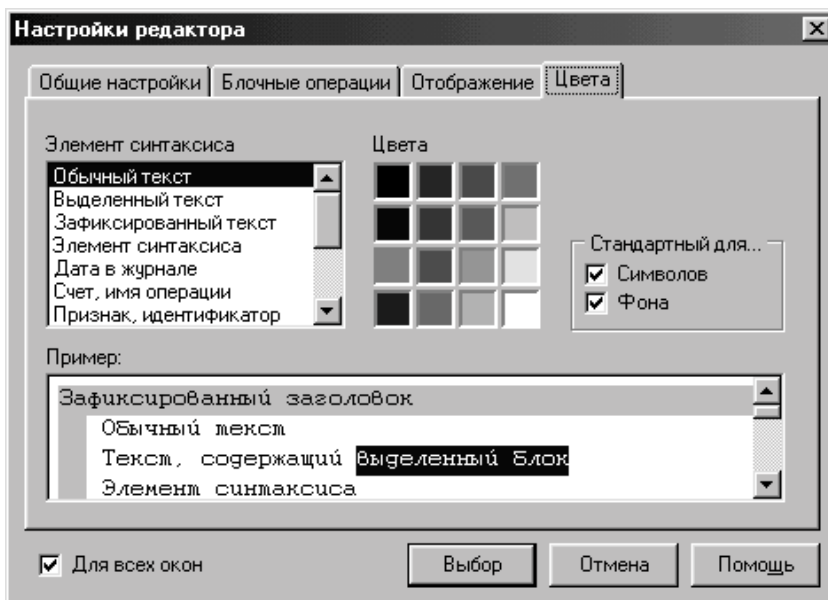 Настройки редактора
Общие настройки Блочные операции Отображение Цвета
Элемент синтаксиса
Обычный текст
Выделенный текст
Зафиксированный текст
Элемент синтаксиса
Дата в журнале
Счет, имя операции
Признак, идентификатор
Цвета
Стандартный для...
Символов
Фона
Пример:
Зафиксированный заголовок
Обычный текст
Текст, содержащий выделенный блок
Элемент синтаксиса
Для всех окон
Выбор
Отмена
Помощь